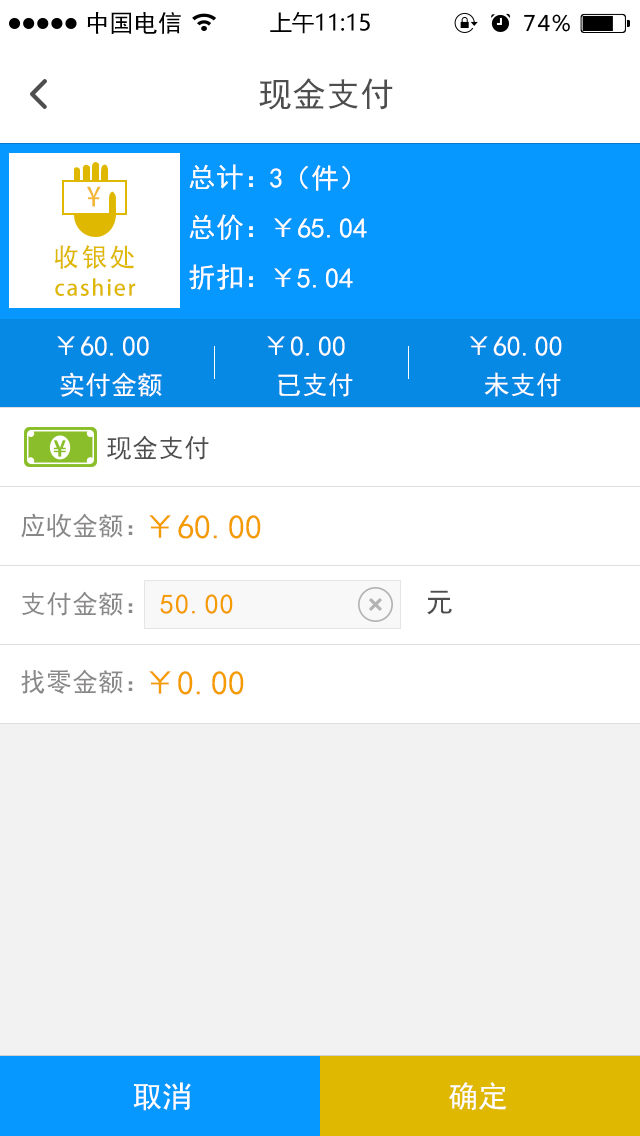 中国电信 上午11:15 74%
现金支付
¥
收银处
cashier
总计：3（件）
总价：￥65.04
折扣：￥5.04
￥60.00 ￥0.00 ￥60.00
实付金额 已支付 未支付
¥ 现金支付
应收金额：￥60.00
支付金额：50.00 元
找零金额：￥0.00
取消 确定